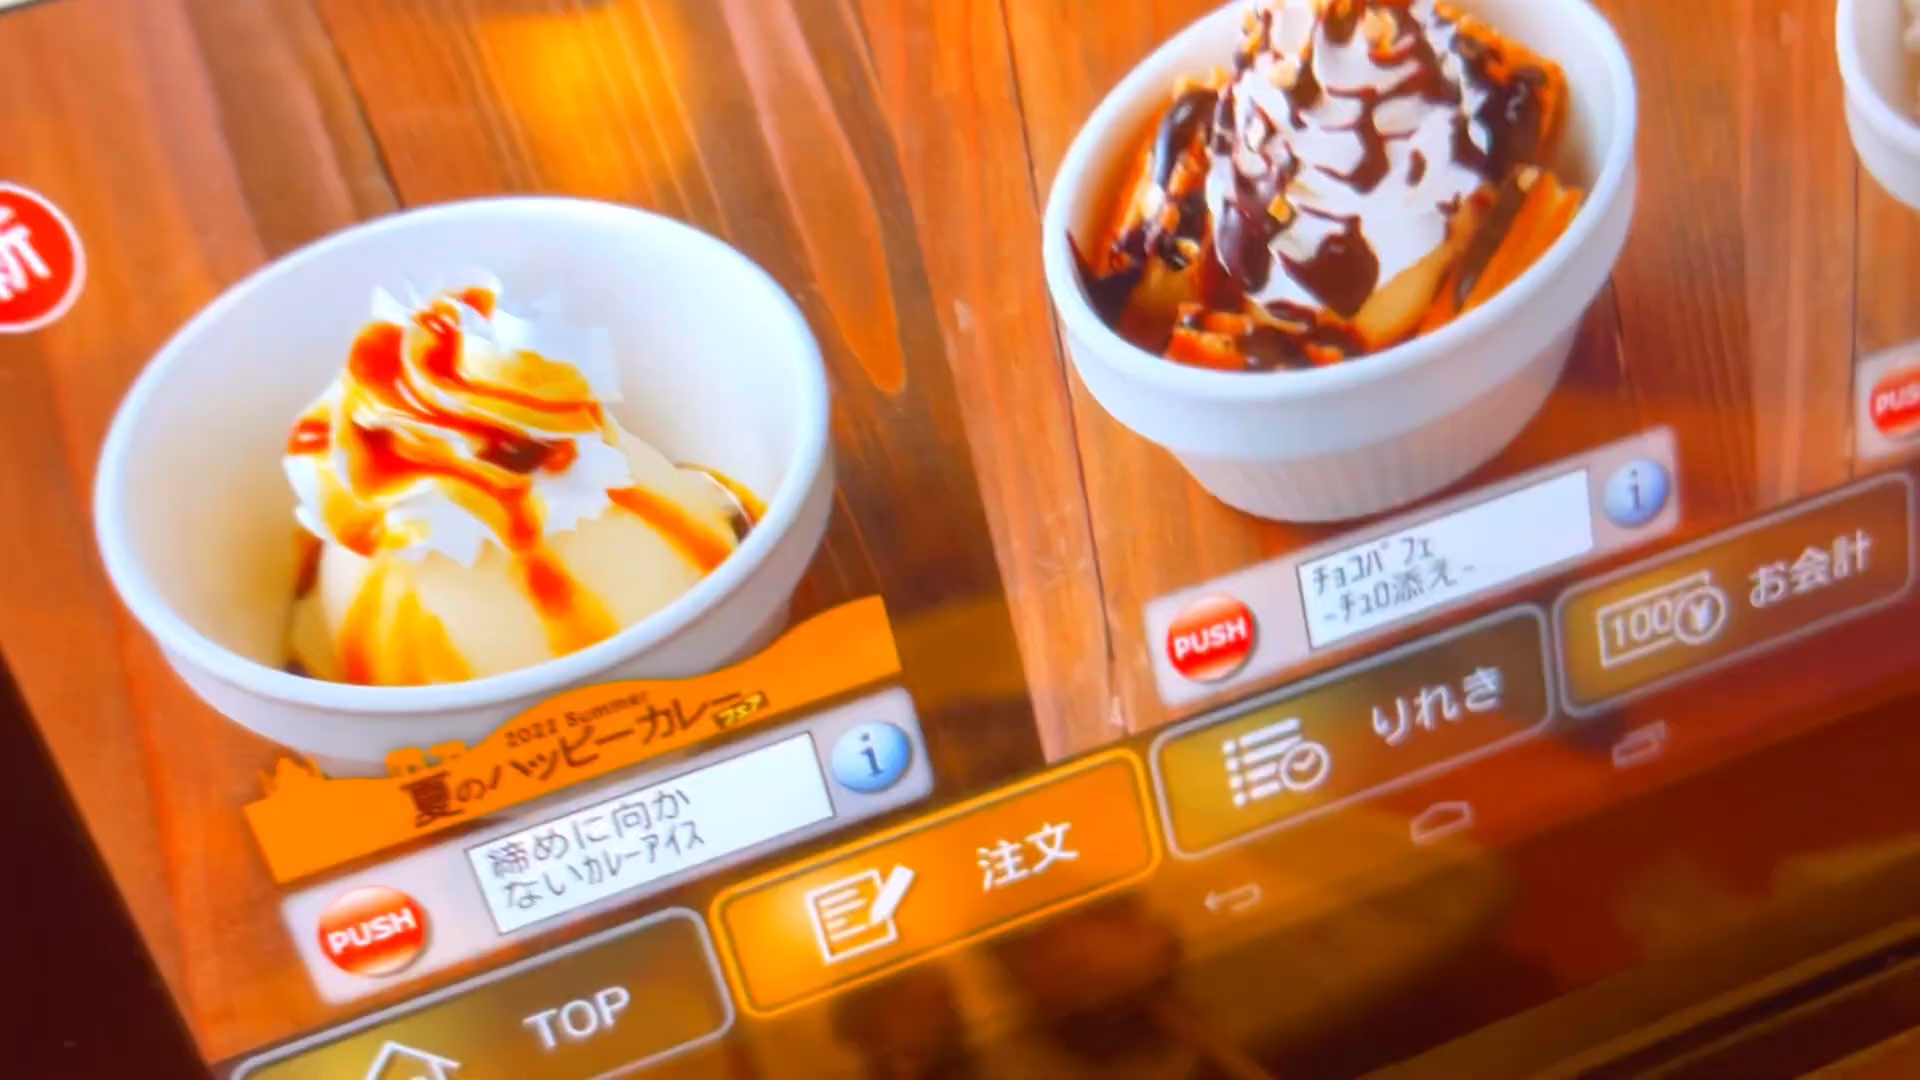 新
チョコパフェ
~チュロ添え~
PUSH
PUSH
i
100 ¥ お会計
りれき
2022 Summer
夏のハッピーカレー
フェア
i
締めに向か
ないカレーアイス
PUSH
注文
TOP